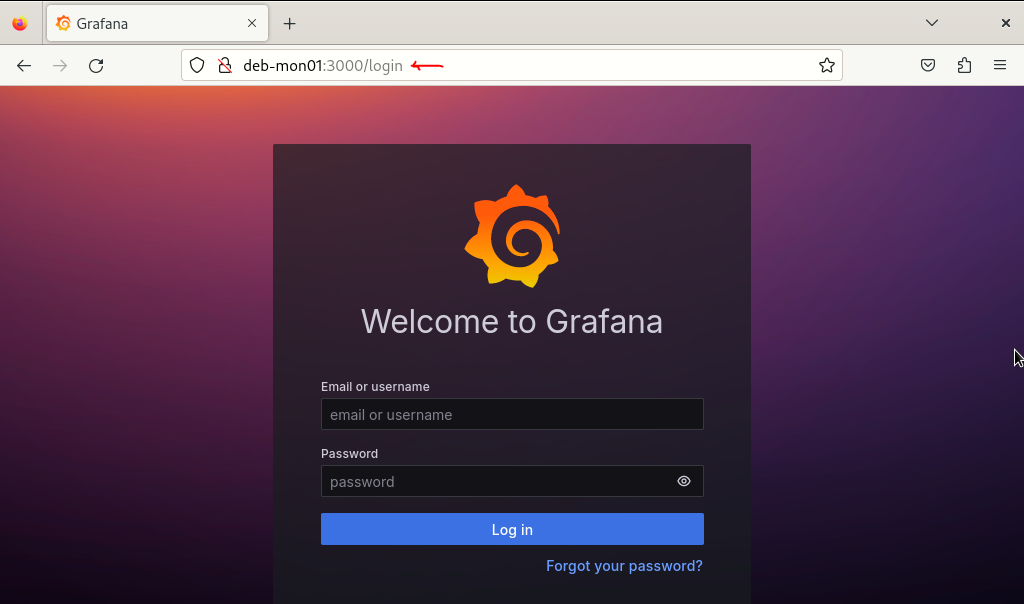 Grafana
deb-mon01:3000/login
Welcome to Grafana
Email or username
email or username
Password
password
Log in
Forgot your password?